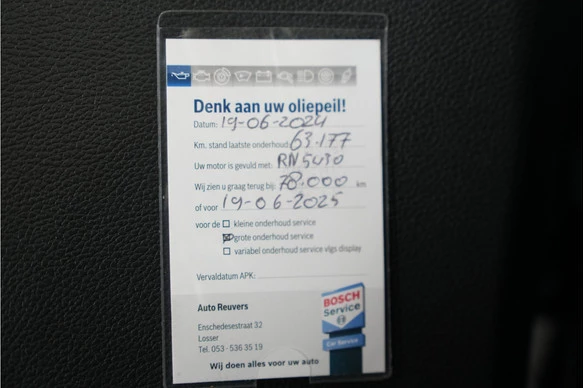 Denk aan uw oliepeil!
Datum: 19-06-2024
Km. stand laatste onderhoud: 63.177
Uw motor is gevuld met: RN5W30
Wij zien u graag terug bij: 78.000 km
of voor 19-06-2025
voor de kleine onderhoud service
grote onderhoud service
variabel onderhoud service vlgs display
Vervaldatum APK:
Auto Reuvers
Enschedesestraat 32
Losser
Tel. 053 - 536 35 19
BOSCH
Service
Car Service
Wij doen alles voor uw auto